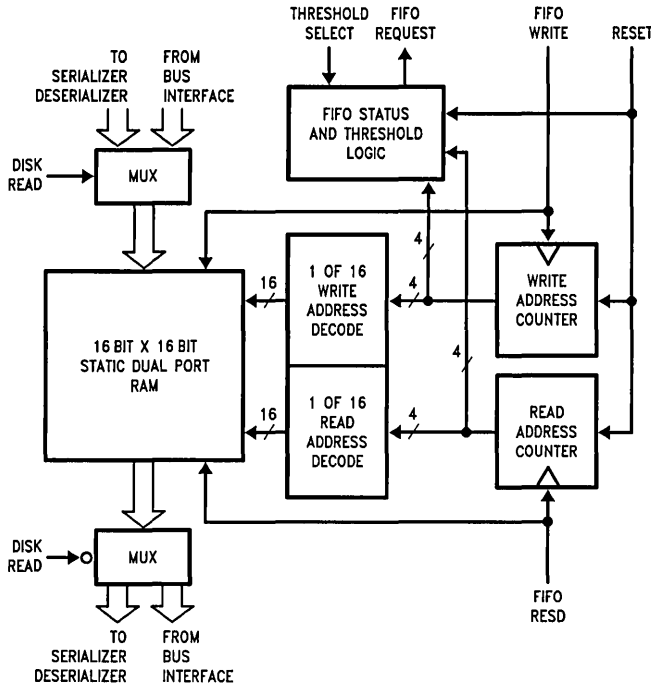 THRESHOLD
SELECT
FIFO
REQUEST
FIFO
WRITE
RESET
TO
SERIALIZER
DESERIALIZER
FROM
BUS
INTERFACE
FIFO STATUS
AND THRESHOLD
LOGIC
DISK
READ
MUX
4
16
1 OF 16
WRITE
ADDRESS
DECODE
4
WRITE
ADDRESS
COUNTER
16 BIT X 16 BIT
STATIC DUAL PORT
RAM
4
16
1 OF 16
READ
ADDRESS
DECODE
4
READ
ADDRESS
COUNTER
DISK
READ
MUX
FIFO
RESD
TO
SERIALIZER
DESERIALIZER
FROM
BUS
INTERFACE